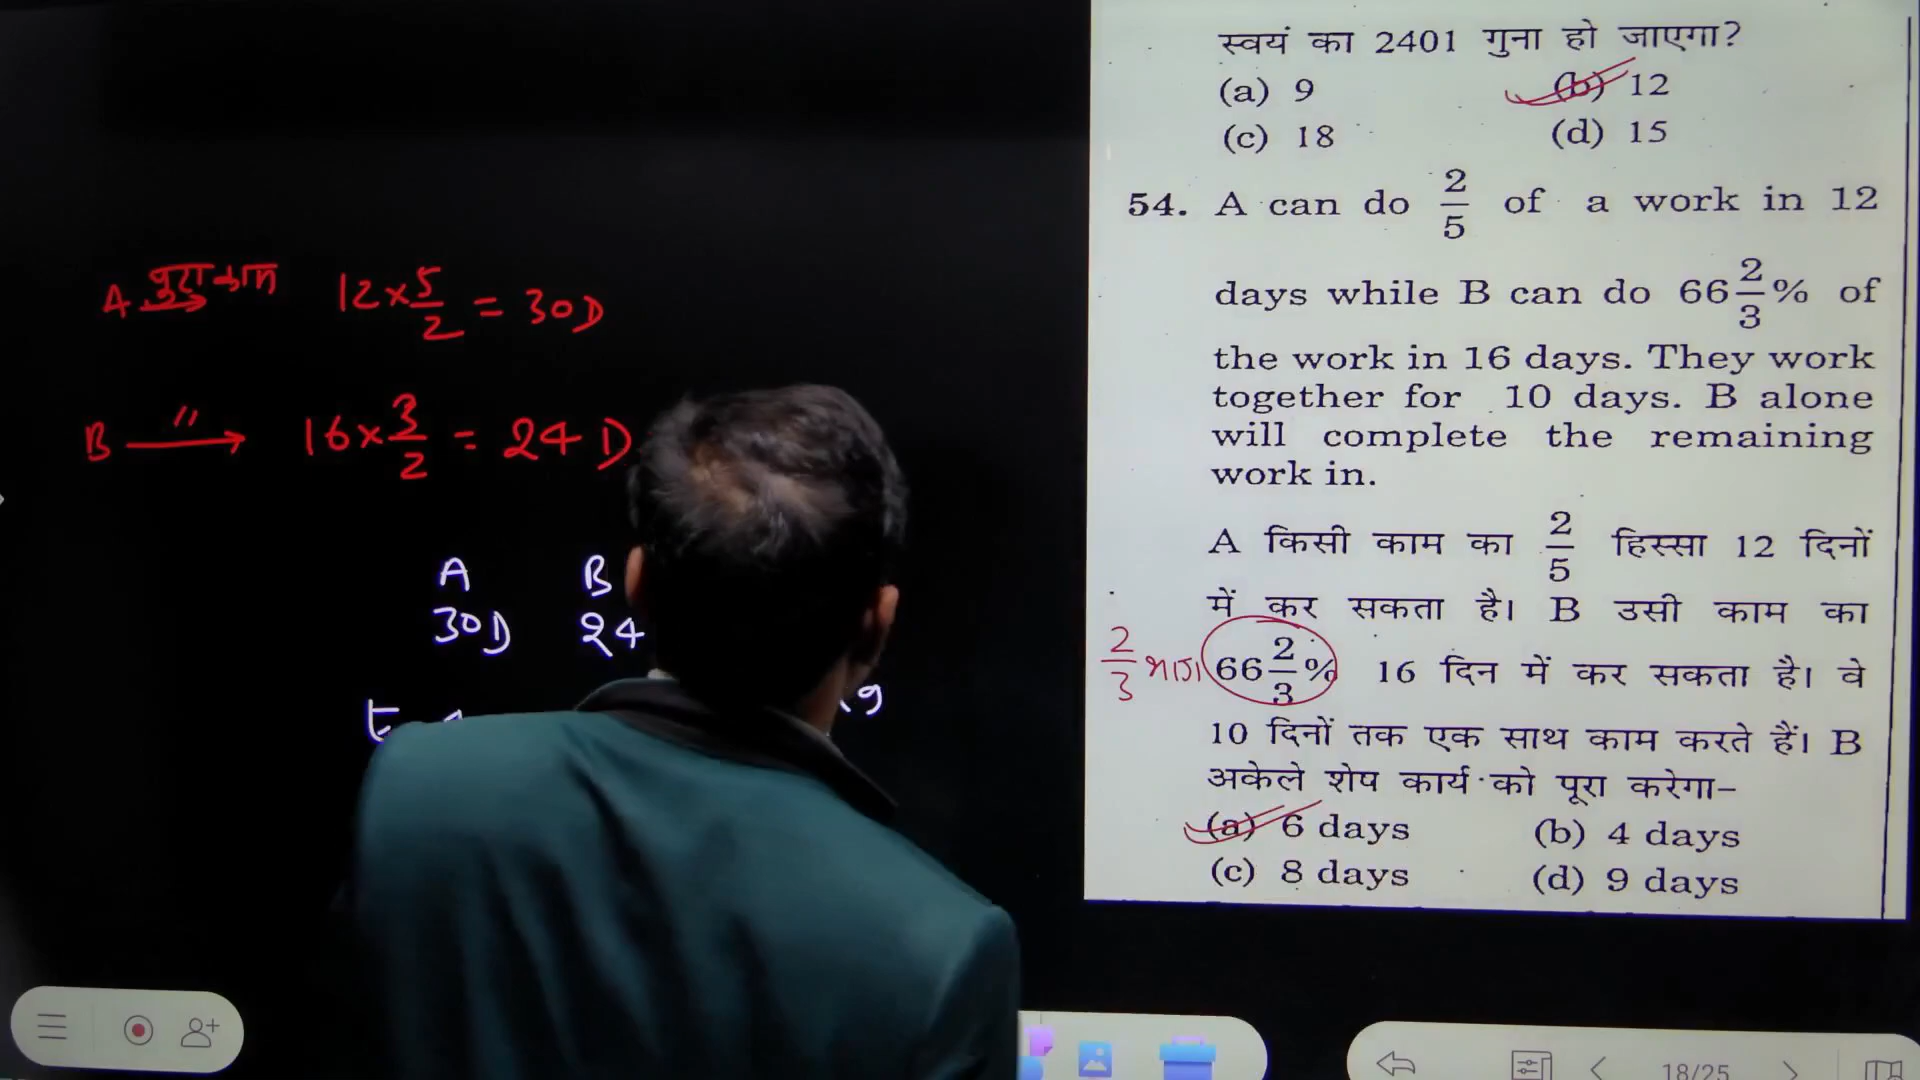 A पूरा काम → 12 × 5/2 = 30D
B " → 16 × 3/2 = 24 D
A B
30D 24
E
9
स्वयं का 2401 गुना हो जाएगा?
(a) 9 (b) 12
(c) 18 (d) 15
54. A can do 2/5 of a work in 12
days while B can do 66 2/3% of
the work in 16 days. They work
together for 10 days. B alone
will complete the remaining
work in.
A किसी काम का 2/5 हिस्सा 12 दिनों
में कर सकता है। B उसी काम का
2/3 भाग 66 2/3% 16 दिन में कर सकता है। वे
10 दिनों तक एक साथ काम करते हैं। B
अकेले शेष कार्य को पूरा करेगा–
(a) 6 days (b) 4 days
(c) 8 days (d) 9 days
18/25